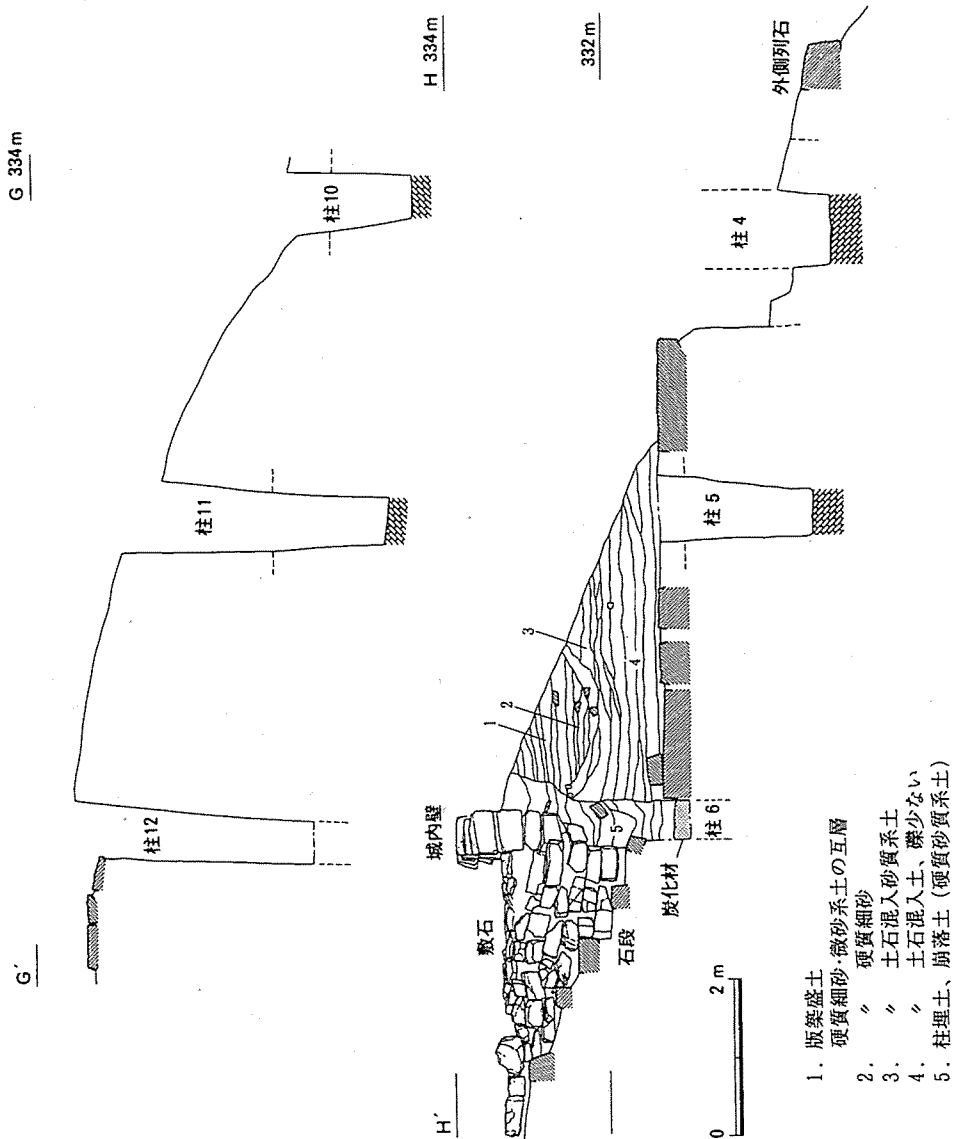 G 334m
G′
柱10
柱11
柱12
H 334m
332m
H′
外側列石
柱4
柱5
柱6
城内壁
敷石
石段
炭化材
1
2
3
4
5
0 2m
1. 版築盛土
硬質細砂・微砂系土の互層
2. 〃 硬質細砂
3. 〃 土石混入砂質系土
4. 〃 土石混入土、礫少ない
5. 柱埋土、崩落土（硬質砂質系土）